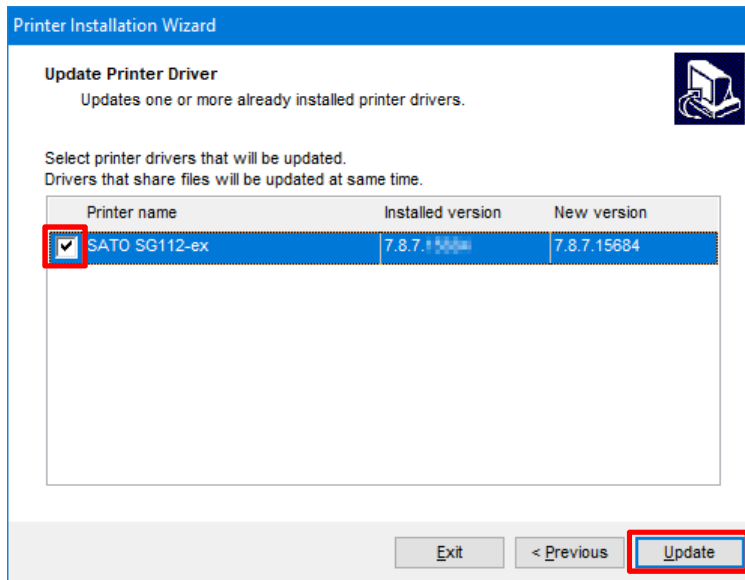 Printer Installation Wizard
Update Printer Driver
Updates one or more already installed printer drivers.
Select printer drivers that will be updated.
Drivers that share files will be updated at same time.
Printer name Installed version New version
SATO SG112-ex 7.8.7. 7.8.7.15684
Exit < Previous Update